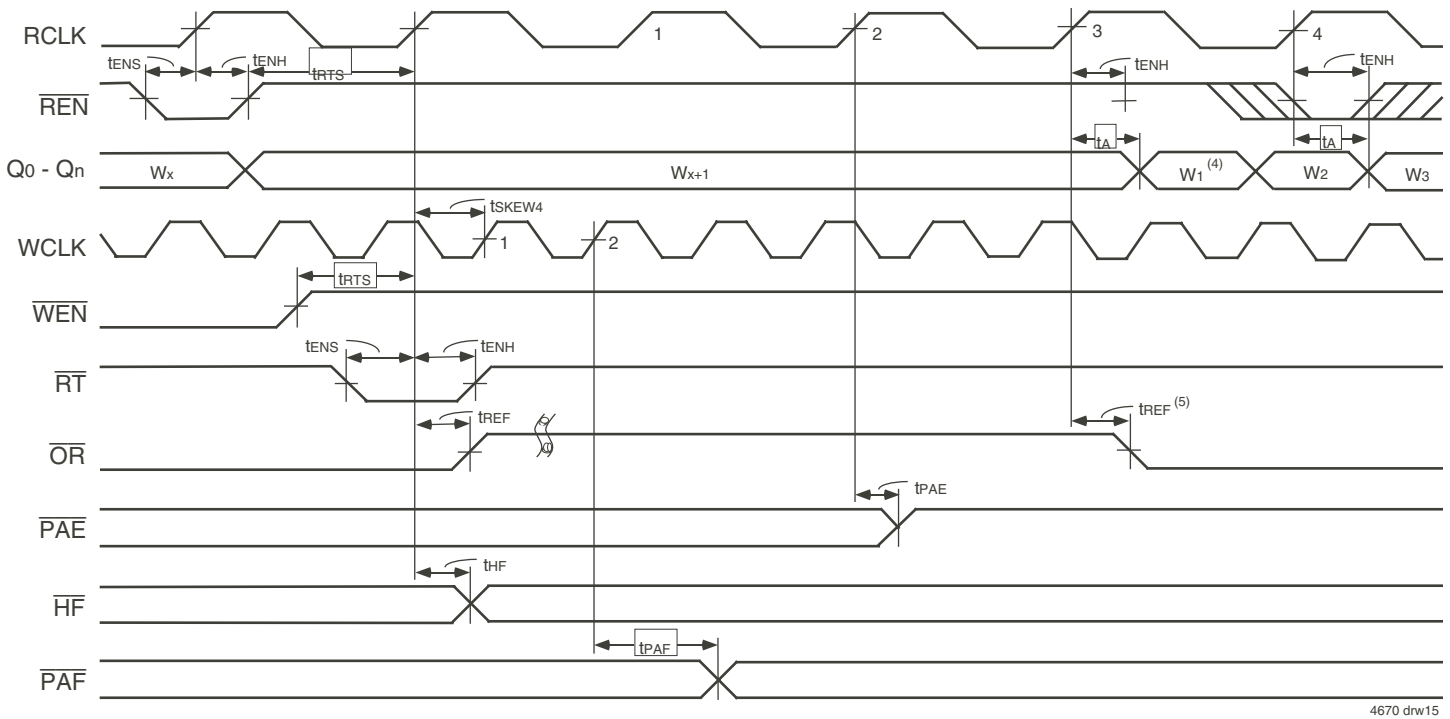 RCLK 1 2 3 4
tENS tENH tRTS tENH tENH
REN
tA tA
Q0 - Qn Wx Wx+1 W1 (4) W2 W3
tSKEW4
WCLK 1 2
tRTS
WEN
tENS tENH
RT
tREF tREF (5)
OR
tPAE
PAE
tHF
HF
tPAF
PAF
4670 drw15